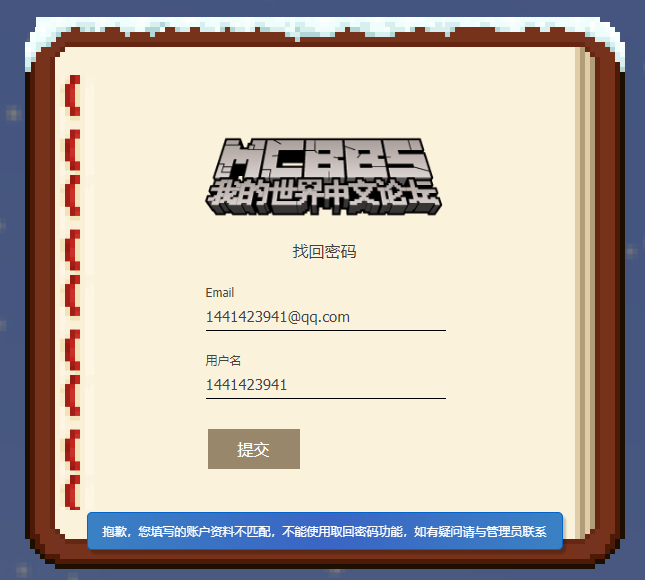 MCBBS
我的世界中文论坛
找回密码
Email
1441423941@qq.com
用户名
1441423941
提交
抱歉，您填写的账户资料不匹配，不能使用取回密码功能，如有疑问请与管理员联系